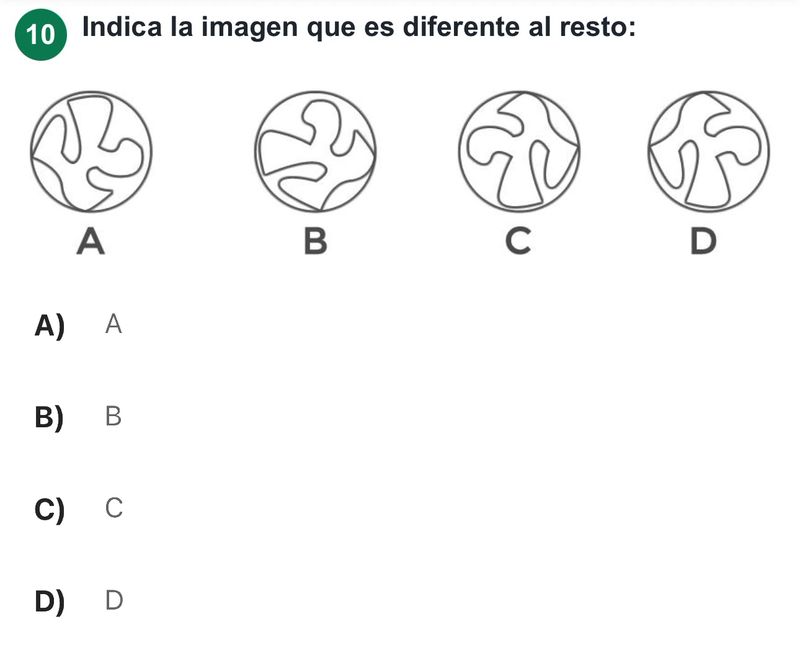 10 Indica la imagen que es diferente al resto:
A B C D
A) A
B) B
C) C
D) D